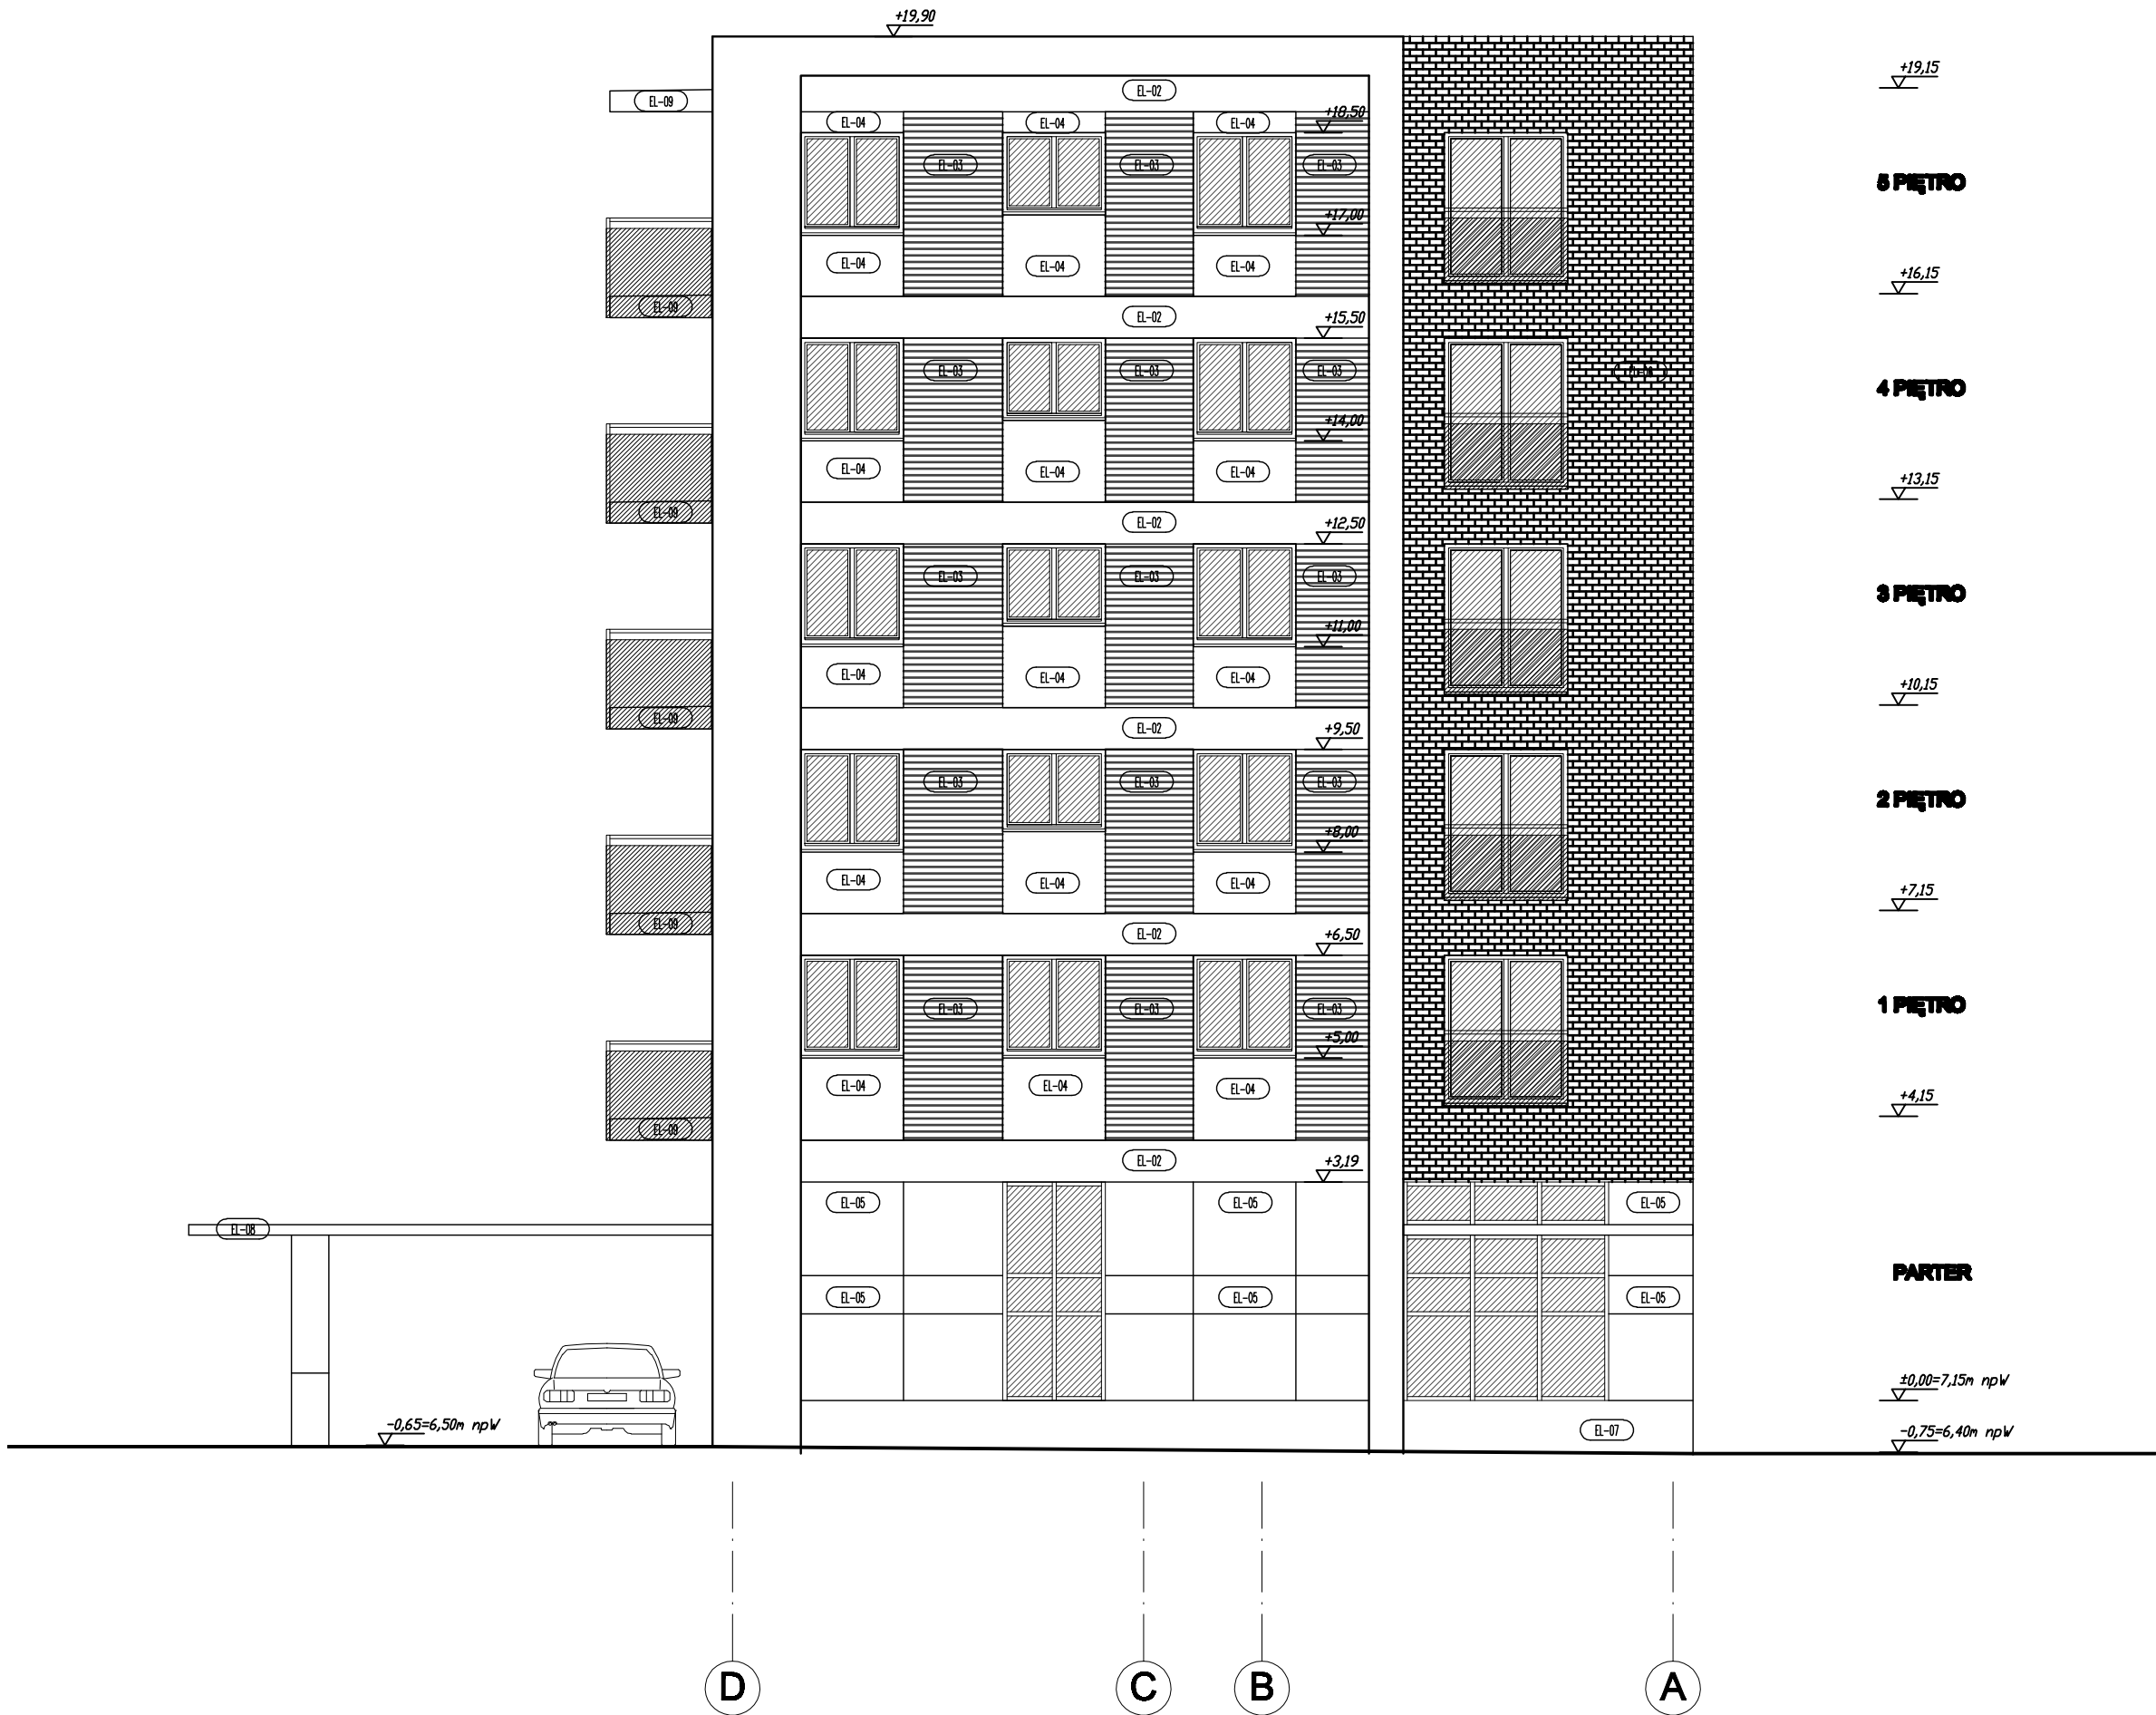 +19,90
+19,15
EL-02
EL-09
EL-04 EL-04 EL-04 +18,50
EL-03 EL-03 EL-03
5 PIĘTRO
+17,00
EL-04 EL-04 EL-04
+16,15
EL-09
EL-02 +15,50
EL-03 EL-03 EL-03
4 PIĘTRO
+14,00
EL-04 EL-04 EL-04
+13,15
EL-09
EL-02 +12,50
EL-03 EL-03 EL-03
3 PIĘTRO
+11,00
EL-04 EL-04 EL-04
+10,15
EL-09
EL-02 +9,50
EL-03 EL-03 EL-03
2 PIĘTRO
+8,00
EL-04 EL-04 EL-04
+7,15
EL-09
EL-02 +6,50
EL-03 EL-03 EL-03
1 PIĘTRO
+5,00
EL-04 EL-04 EL-04
+4,15
EL-09
EL-02 +3,19
EL-05 EL-05 EL-05
EL-08
PARTER
EL-05 EL-05 EL-05
±0,00=7,15m npW
-0,65=6,50m npW
EL-07
-0,75=6,40m npW
D C B A